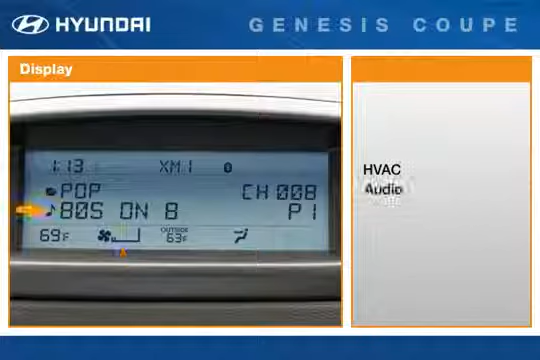 HYUNDAI
GENESIS COUPE
Display
1:13 XM1
POP CH 008
80S ON 8 P1
69F OUTSIDE 63F
HVAC
Audio